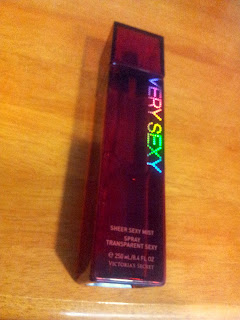 VERY SEXY
SHEER SEXY MIST
SPRAY
TRANSPARENT SEXY
℮ 250 mL/8.4 FL OZ
VICTORIA'S SECRET